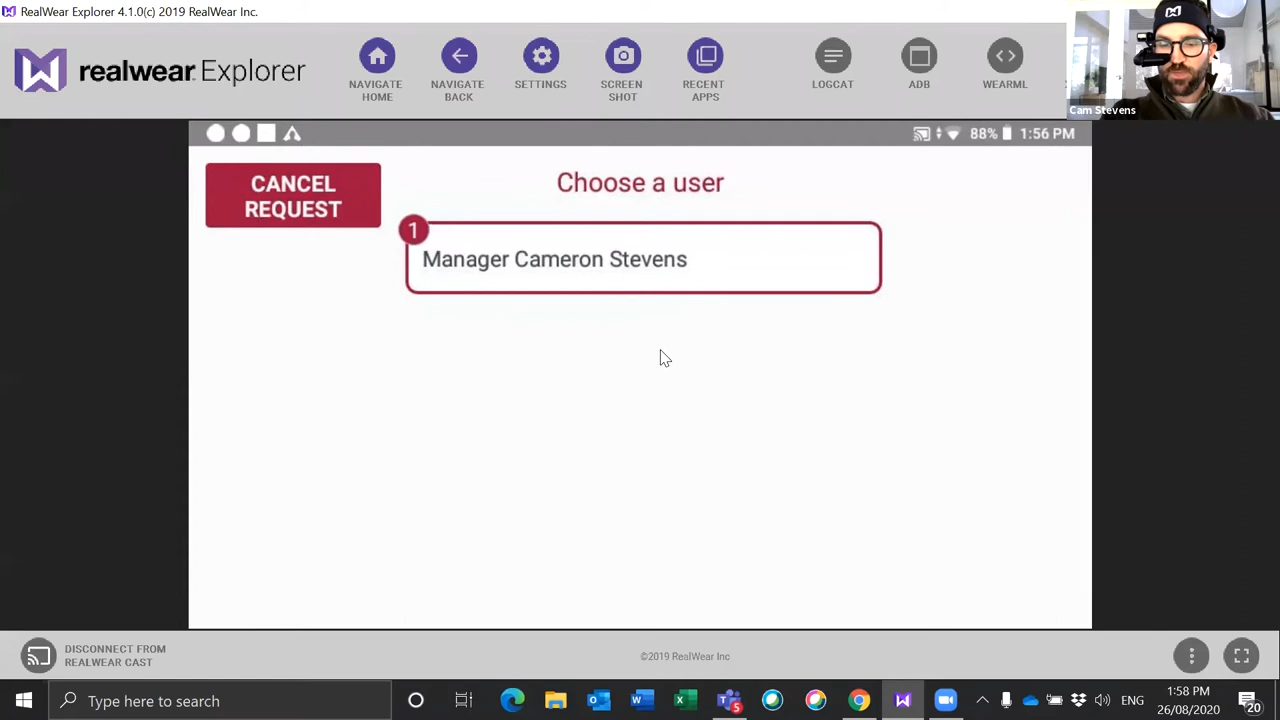 RealWear Explorer 4.1.0(c) 2019 RealWear Inc.
realwear Explorer
NAVIGATE
HOME
NAVIGATE
BACK
SETTINGS
SCREEN
SHOT
RECENT
APPS
LOGCAT
ADB
WEARML
Cam Stevens
88% 1:56 PM
CANCEL
REQUEST
Choose a user
1
Manager Cameron Stevens
DISCONNECT FROM
REALWEAR CAST
©2019 RealWear Inc
Type here to search
5
ENG
1:58 PM
26/08/2020
20